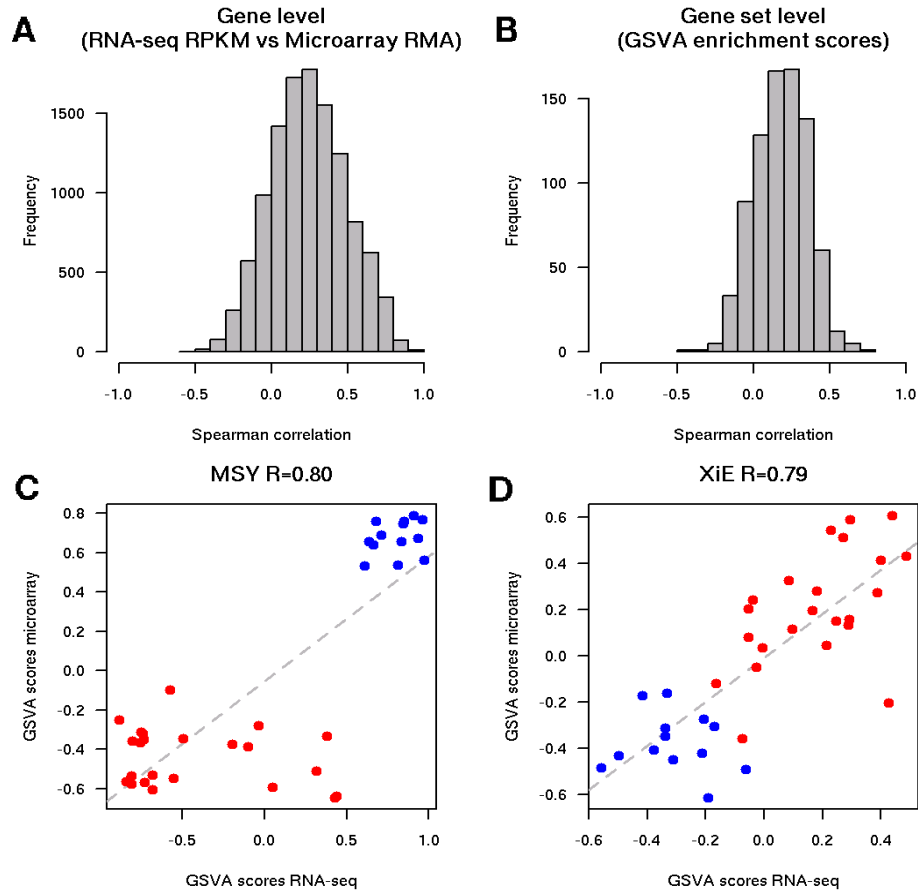 A
Gene level
(RNA-seq RPKM vs Microarray RMA)
Frequency
1500
1000
500
0
-1.0 -0.5 0.0 0.5 1.0
Spearman correlation
B
Gene set level
(GSVA enrichment scores)
Frequency
150
100
50
0
-1.0 -0.5 0.0 0.5 1.0
Spearman correlation
C
MSY R=0.80
GSVA scores microarray
0.8
0.6
0.4
0.2
0.0
-0.2
-0.4
-0.6
-0.5 0.0 0.5 1.0
GSVA scores RNA-seq
D
XiE R=0.79
GSVA scores microarray
0.6
0.4
0.2
0.0
-0.2
-0.4
-0.6
-0.6 -0.4 -0.2 0.0 0.2 0.4
GSVA scores RNA-seq